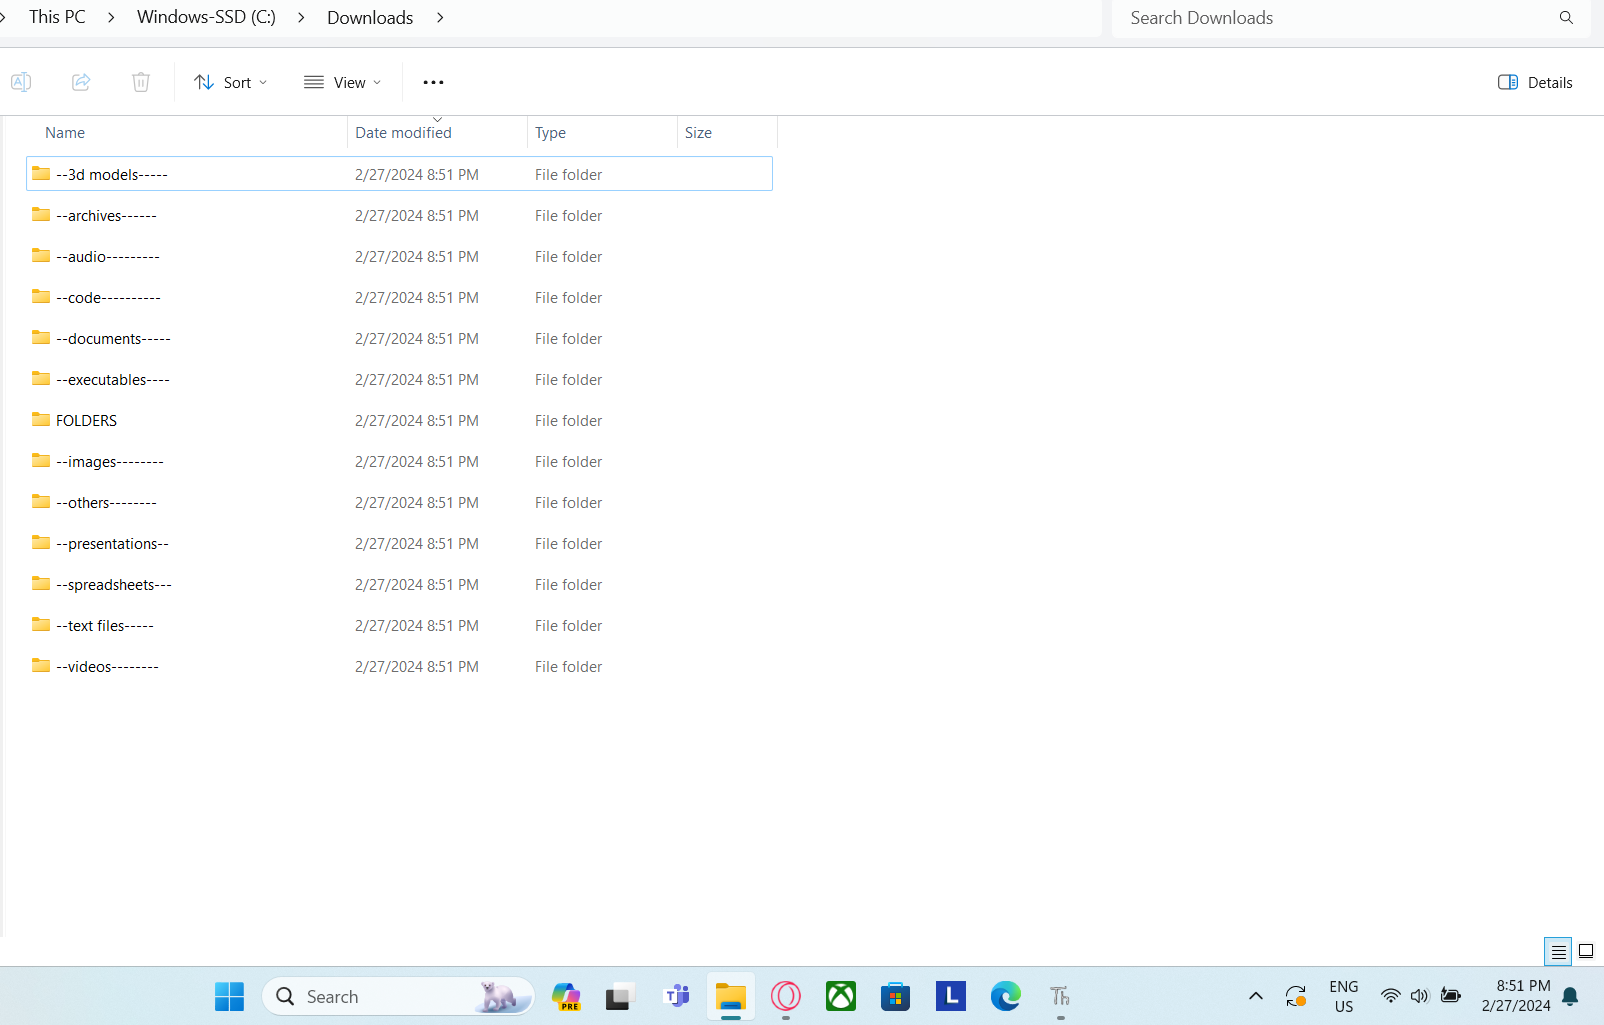 This PC > Windows-SSD (C:) > Downloads >
Search Downloads
Sort
View
Details
Name Date modified Type Size
--3d models----- 2/27/2024 8:51 PM File folder
--archives------ 2/27/2024 8:51 PM File folder
--audio--------- 2/27/2024 8:51 PM File folder
--code---------- 2/27/2024 8:51 PM File folder
--documents----- 2/27/2024 8:51 PM File folder
--executables---- 2/27/2024 8:51 PM File folder
FOLDERS 2/27/2024 8:51 PM File folder
--images-------- 2/27/2024 8:51 PM File folder
--others-------- 2/27/2024 8:51 PM File folder
--presentations-- 2/27/2024 8:51 PM File folder
--spreadsheets--- 2/27/2024 8:51 PM File folder
--text files----- 2/27/2024 8:51 PM File folder
--videos-------- 2/27/2024 8:51 PM File folder
Search
PRE
L
Th
ENG
US
8:51 PM
2/27/2024